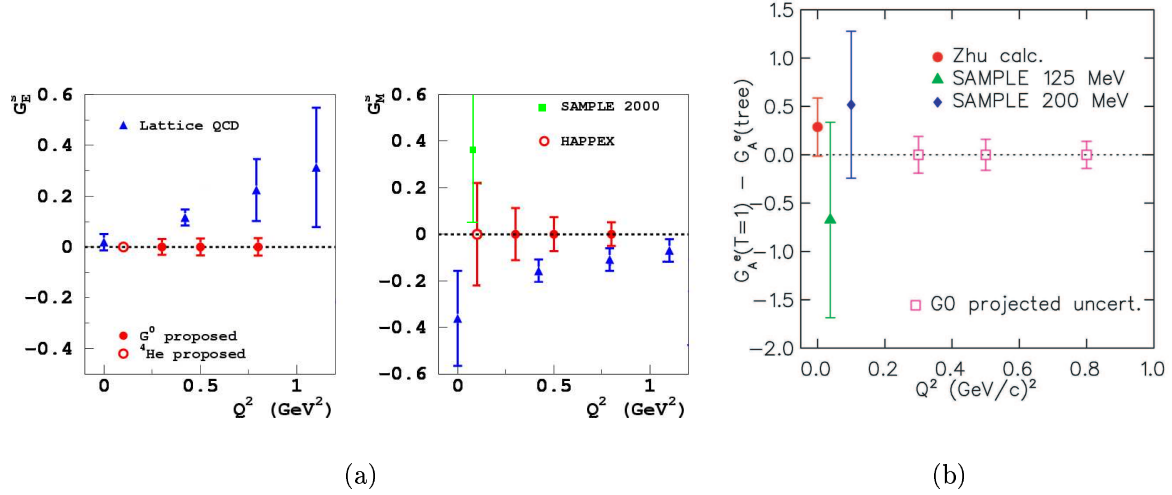 G_E^s
0.6
0.4
0.2
0
−0.2
−0.4
Lattice QCD
G^0 proposed
^4He proposed
0
0.5
1
Q^2 (GeV^2)
G_M^s
0.6
0.4
0.2
0
−0.2
−0.4
−0.6
SAMPLE 2000
HAPPEX
0
0.5
1
Q^2 (GeV^2)
(a)
G_A^e(T=1) − G_A^e(tree)
1.5
1.0
0.5
0.0
−0.5
−1.0
−1.5
−2.0
Zhu calc.
SAMPLE 125 MeV
SAMPLE 200 MeV
G0 projected uncert.
0.0
0.2
0.4
0.6
0.8
1.0
Q^2 (GeV/c)^2
(b)